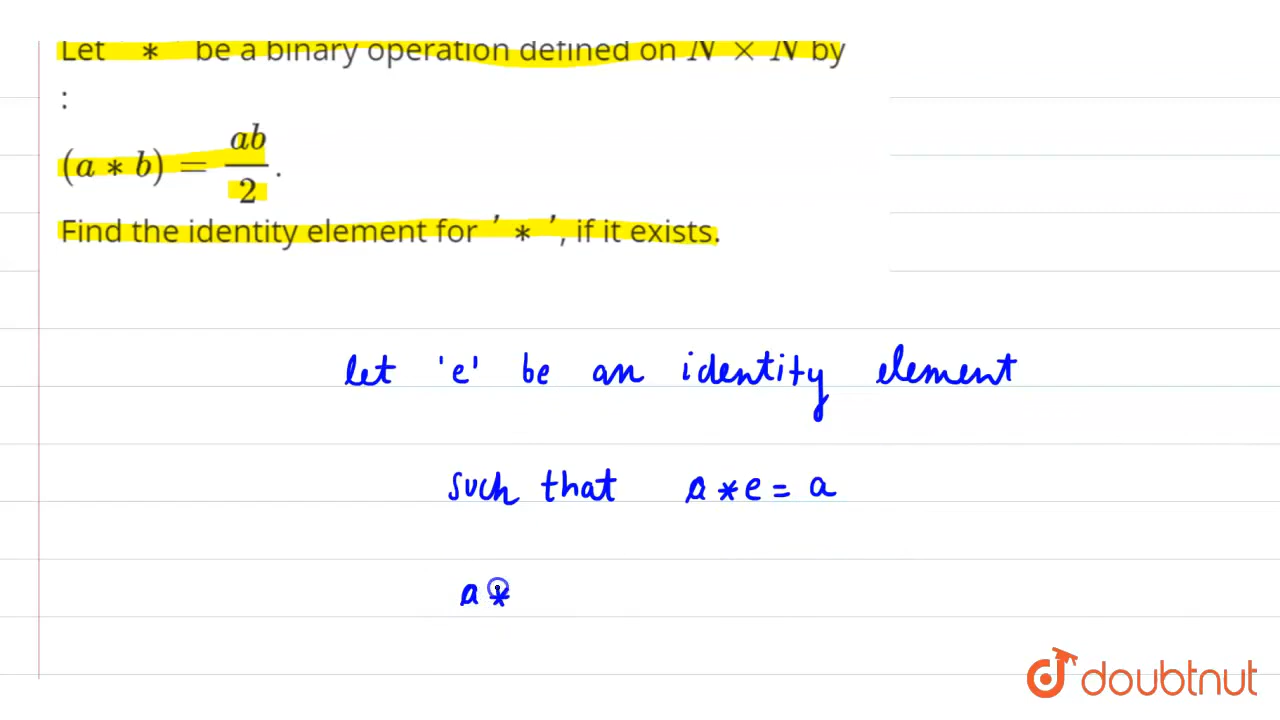 Let ∗ be a binary operation defined on N × N by
:
(a ∗ b) = ab/2.
Find the identity element for ′ ∗ ′, if it exists.
let 'e' be an identity element
such that a * e = a
a *
doubtnut